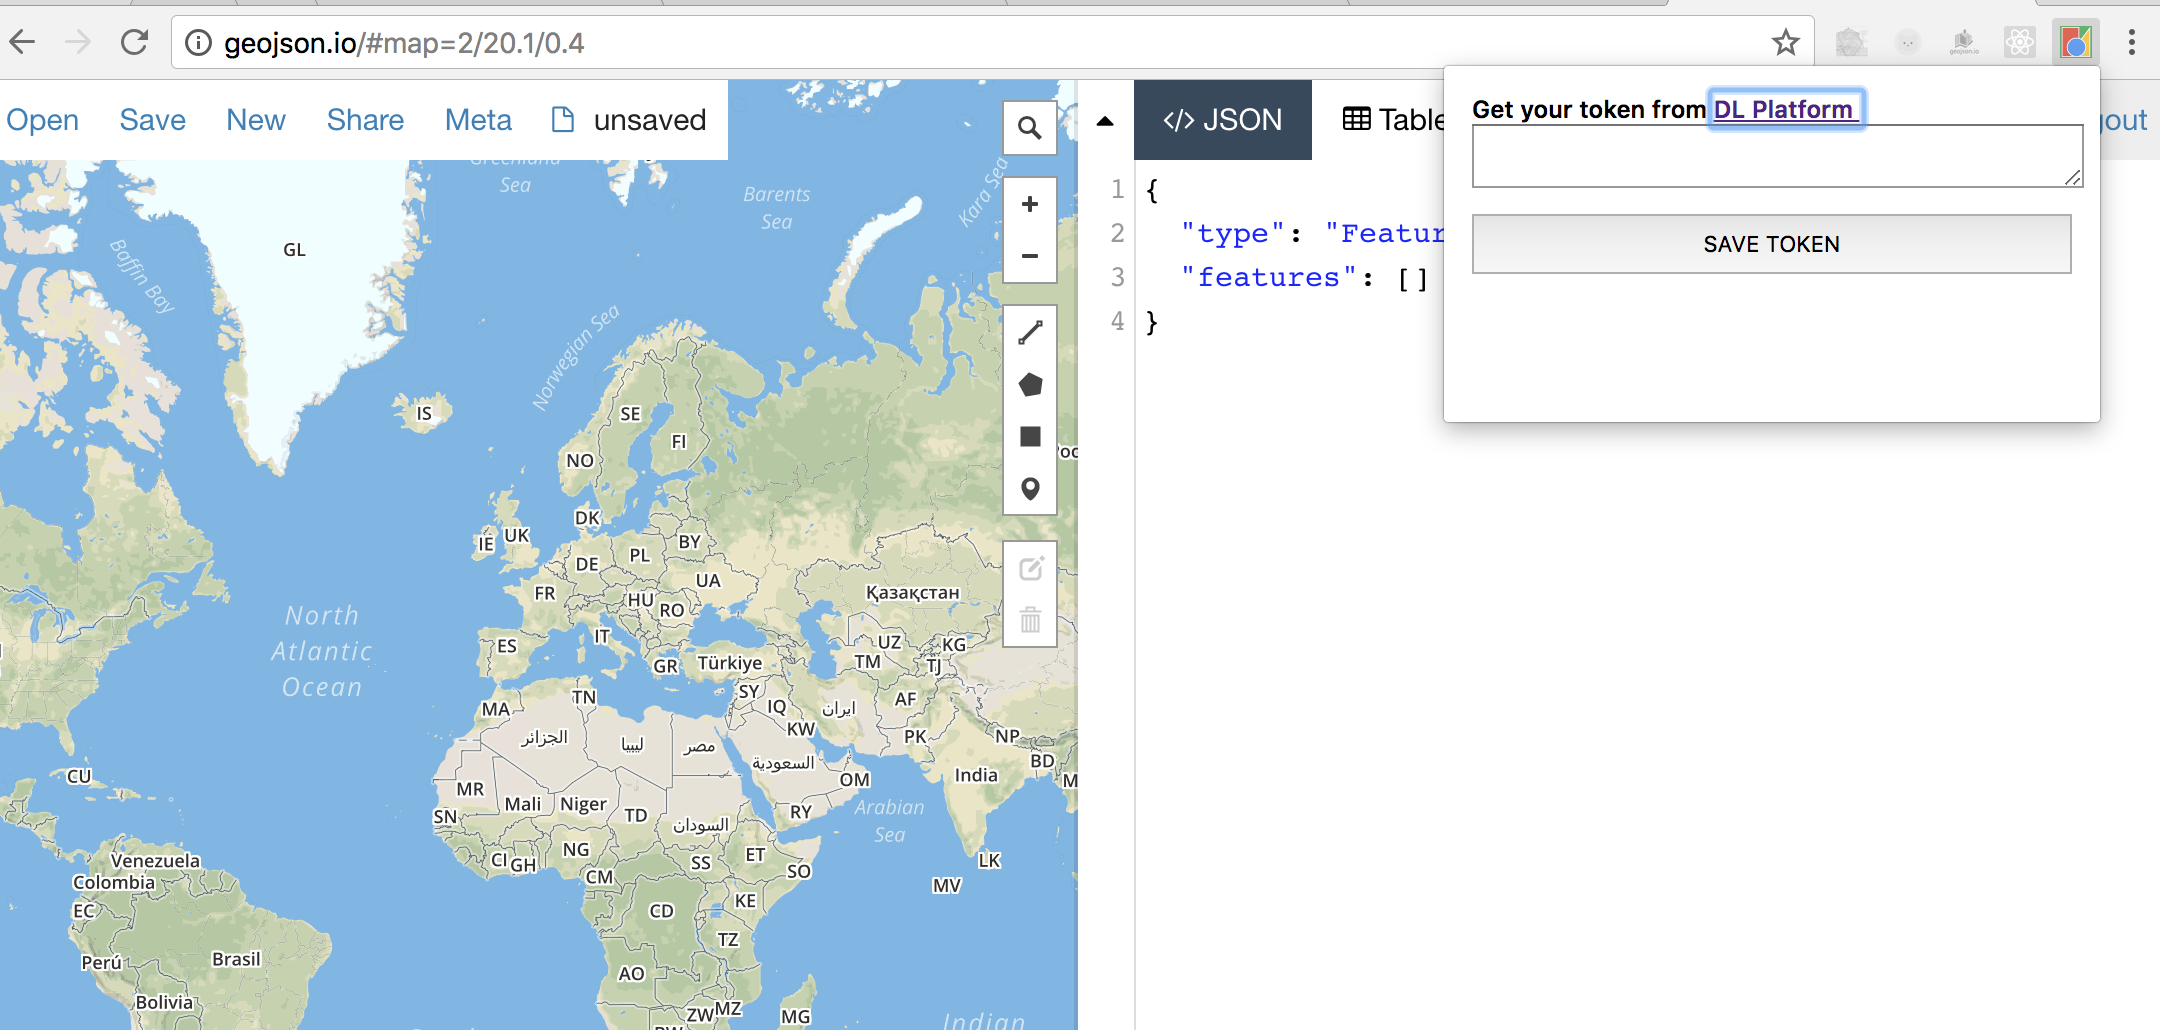 geojson.io/#map=2/20.1/0.4
Open Save New Share Meta unsaved
</> JSON
Table
Get your token from DL Platform
SAVE TOKEN
1 {
2 "type": "Featur
3 "features": []
4 }
Sea
Barents
Sea
Kara Sea
GL
Baffin Bay
Norwegian Sea
IS
SE
FI
NO
DK
IE UK
BY
PL
DE
UA
FR
HU
RO
Қазақстан
North
Atlantic
Ocean
IT
ES
UZ
KG
GR
Türkiye
TM
TJ
SY
TN
MA
IQ
ایران
AF
KW
PK
NP
الجزائر
ليبيا
مصر
السعودية
BD
India
OM
CU
MR
Mali
Niger
TD
RY
Arabian
Sea
SN
السودان
NG
CI
GH
SS
ET
SO
LK
CM
MV
Venezuela
Colombia
EC
CD
KE
TZ
Perú
Brasil
AO
Bolivia
ZW
MZ
MG
Indian